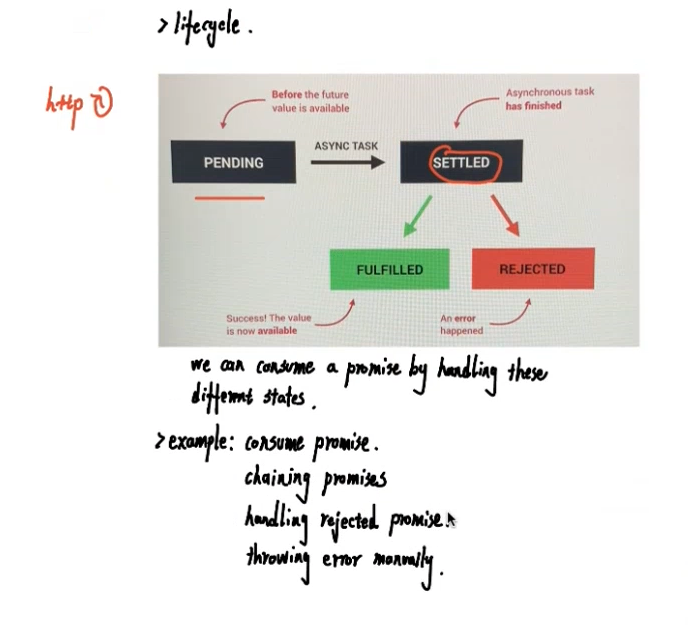 > lifecycle.
http ①
Before the future
value is available
Asynchronous task
has finished
PENDING
ASYNC TASK
SETTLED
FULFILLED
REJECTED
Success! The value
is now available
An error
happened
we can consume a promise by handling these
different states.
> example: consume promise.
chaining promises
handling rejected promise.
throwing error manually.